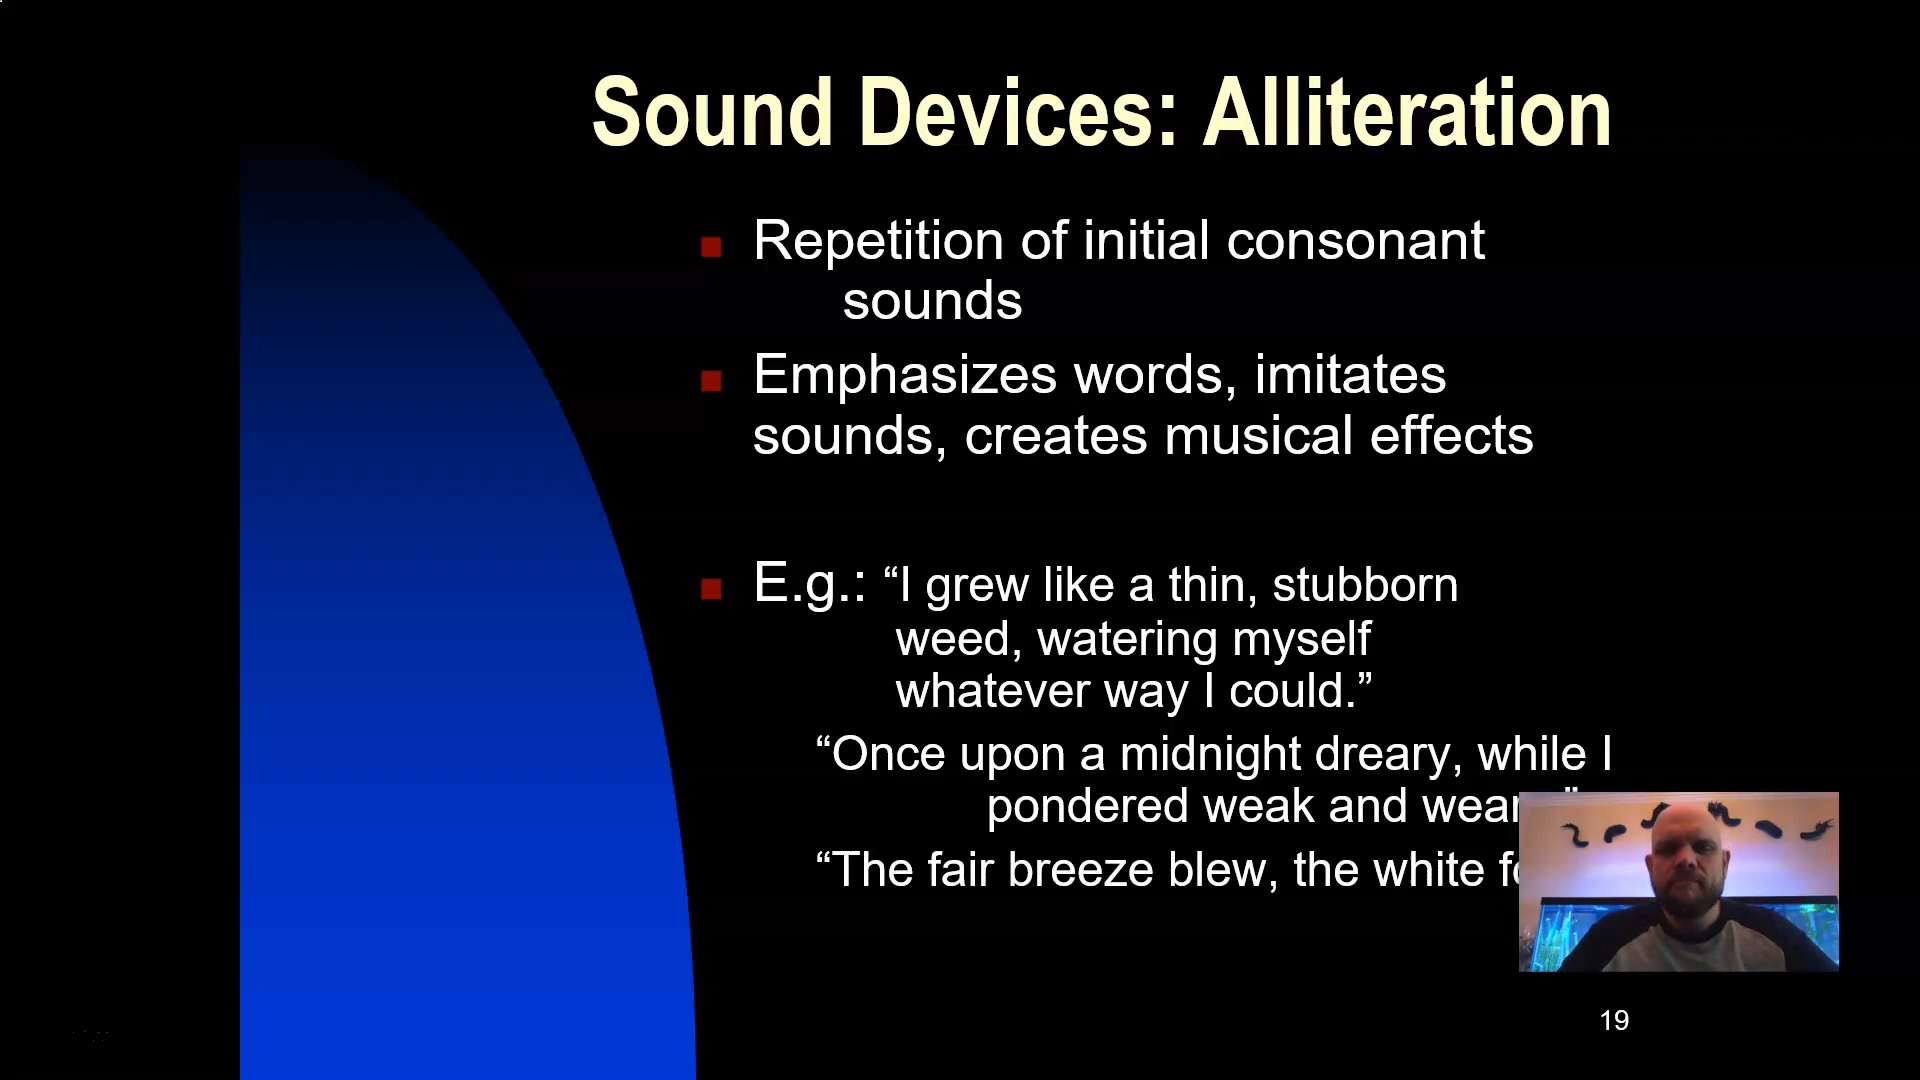 Sound Devices: Alliteration
Repetition of initial consonant
sounds
Emphasizes words, imitates
sounds, creates musical effects
E.g.: “I grew like a thin, stubborn
weed, watering myself
whatever way I could.”
“Once upon a midnight dreary, while I
pondered weak and
“The fair breeze blew, the white
19